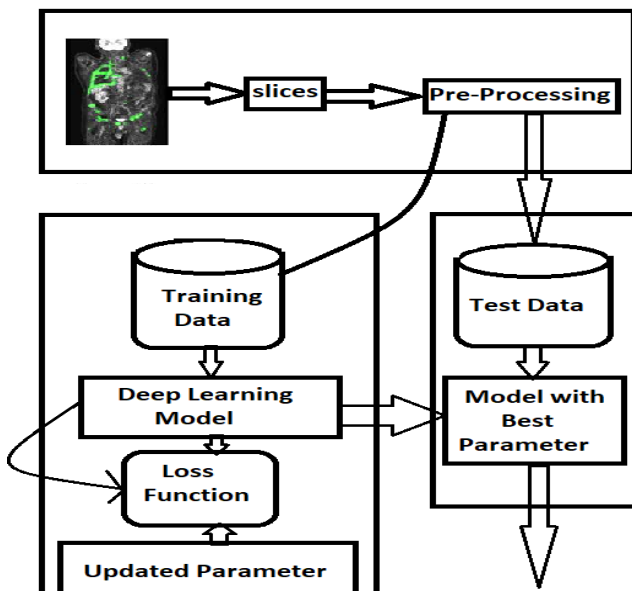 slices
Pre-Processing
Training
Data
Test Data
Deep Learning
Model
Model with
Best
Parameter
Loss
Function
Updated Parameter